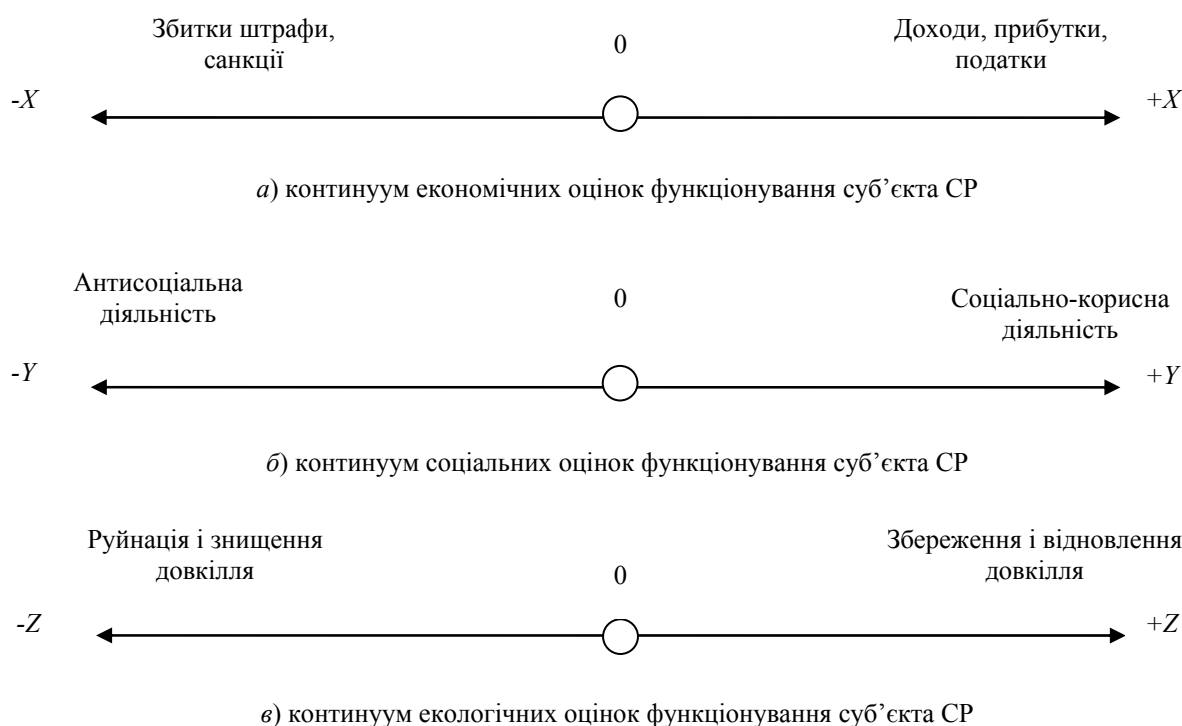 Збитки штрафи,
санкції
0
Доходи, прибутки,
податки
-X
+X
а) континуум економічних оцінок функціонування суб’єкта СР
Антисоціальна
діяльність
0
Соціально-корисна
діяльність
-Y
+Y
б) континуум соціальних оцінок функціонування суб’єкта СР
Руйнація і знищення
довкілля
0
Збереження і відновлення
довкілля
-Z
+Z
в) континуум екологічних оцінок функціонування суб’єкта СР